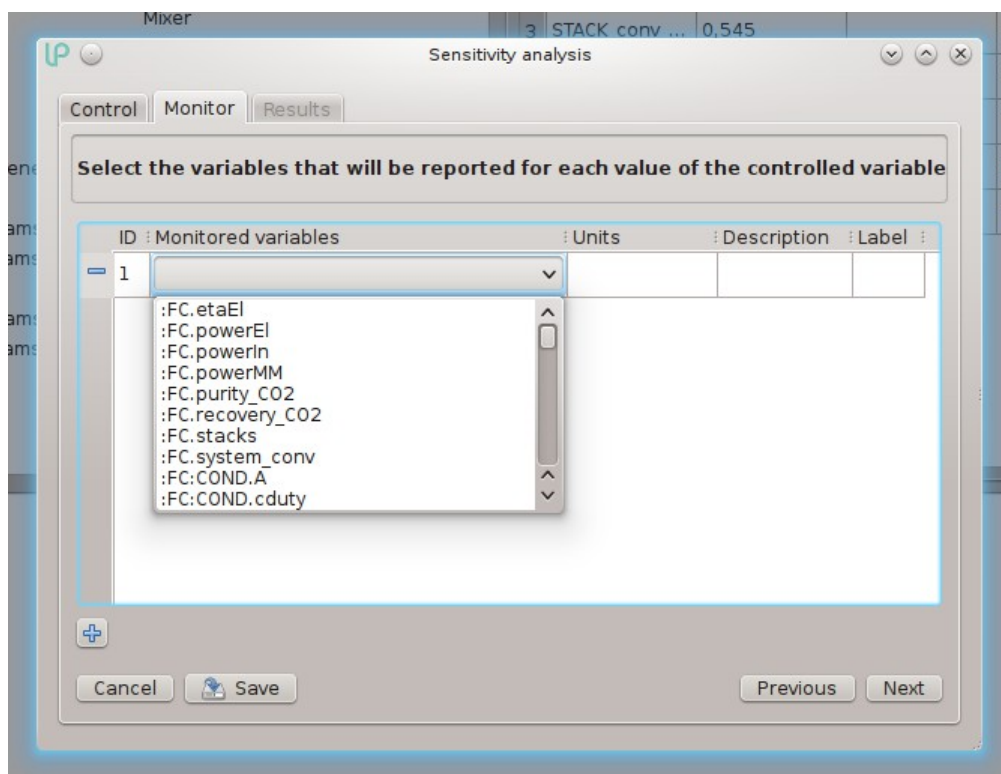 Mixer
3 STACK conv ... 0,545
Sensitivity analysis
Control Monitor Results
Select the variables that will be reported for each value of the controlled variable
ID Monitored variables Units Description Label
1
:FC.etaEl
:FC.powerEl
:FC.powerIn
:FC.powerMM
:FC.purity_CO2
:FC.recovery_CO2
:FC.stacks
:FC.system_conv
:FC:COND.A
:FC:COND.cduty
Cancel Save Previous Next